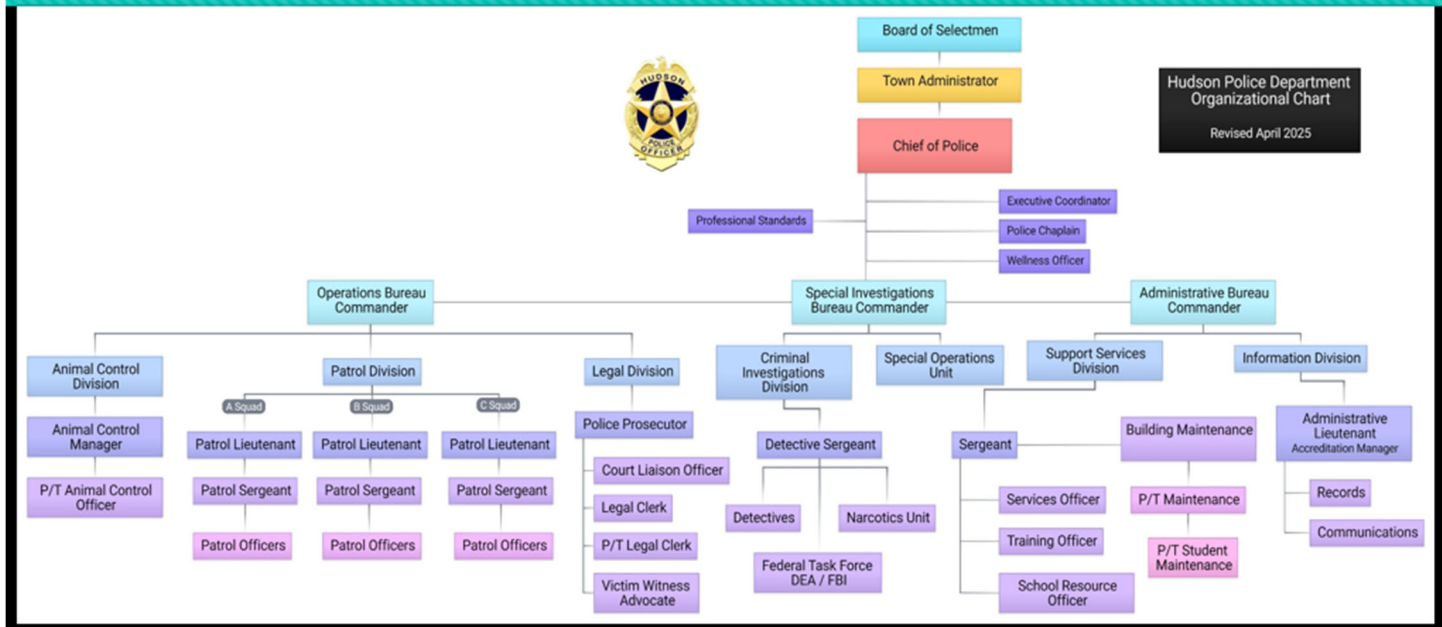 Board of Selectmen
Town Administrator
Chief of Police
HUDSON
POLICE
OFFICER
Hudson Police Department
Organizational Chart
Revised April 2025
Professional Standards
Executive Coordinator
Police Chaplain
Wellness Officer
Operations Bureau
Commander
Special Investigations
Bureau Commander
Administrative Bureau
Commander
Animal Control
Division
Animal Control
Manager
P/T Animal Control
Officer
Patrol Division
A Squad
B Squad
C Squad
Patrol Lieutenant
Patrol Lieutenant
Patrol Lieutenant
Patrol Sergeant
Patrol Sergeant
Patrol Sergeant
Patrol Officers
Patrol Officers
Patrol Officers
Legal Division
Police Prosecutor
Court Liaison Officer
Legal Clerk
P/T Legal Clerk
Victim Witness
Advocate
Criminal
Investigations
Division
Special Operations
Unit
Detective Sergeant
Detectives
Narcotics Unit
Federal Task Force
DEA / FBI
Support Services
Division
Sergeant
Services Officer
Training Officer
School Resource
Officer
Building Maintenance
P/T Maintenance
P/T Student
Maintenance
Information Division
Administrative
Lieutenant
Accreditation Manager
Records
Communications